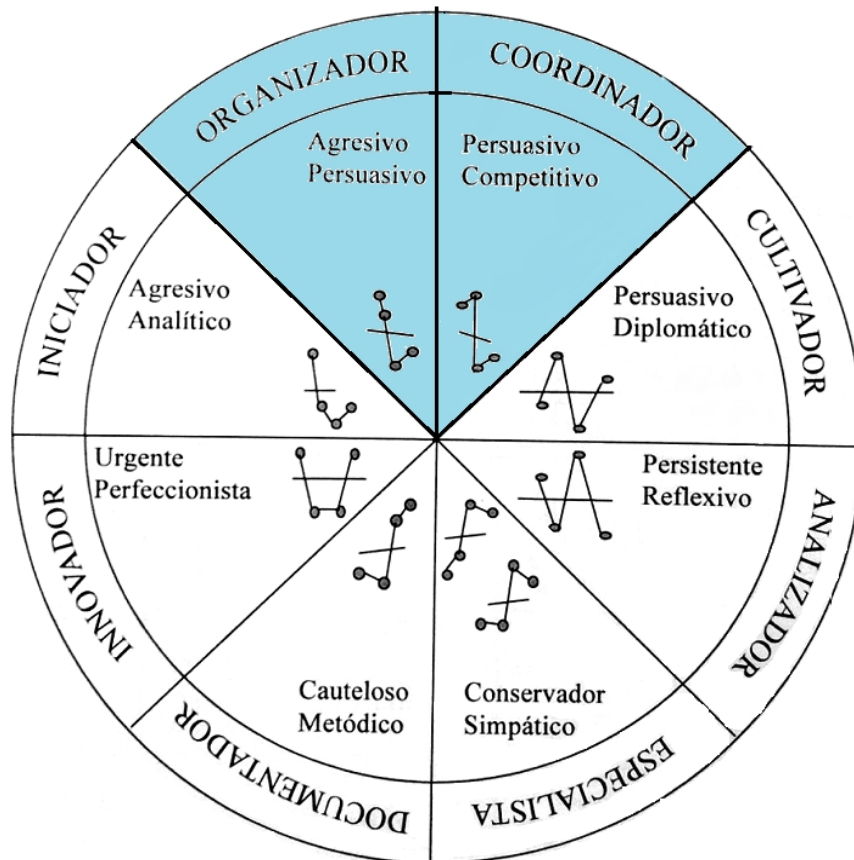 ORGANIZADOR
Agresivo
Persuasivo
COORDINADOR
Persuasivo
Competitivo
CULTIVADOR
Persuasivo
Diplomático
ANALIZADOR
Persistente
Reflexivo
ESPECIALISTA
Conservador
Simpático
DOCUMENTADOR
Cauteloso
Metódico
INNOVADOR
Urgente
Perfeccionista
INICIADOR
Agresivo
Analítico